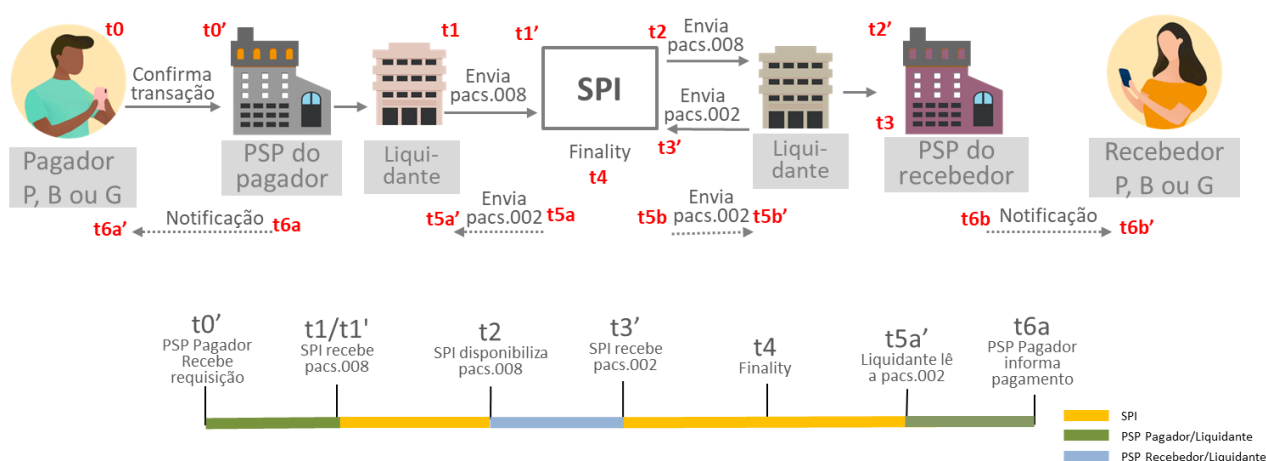 t0
t0’
t1
t1’
t2
t2’
Confirma
transação
Envia
pacs.008
SPI
Envia
pacs.008
Envia
pacs.002
t3
t3’
Finality
t4
Pagador
P, B ou G
PSP do
pagador
Liqui-
dante
Liqui-
dante
PSP do
recebedor
Recebedor
P, B ou G
t6a’
Notificação
t6a
t5a’
Envia
pacs.002
t5a
t5b
Envia
pacs.002
t5b’
t6b
Notificação
t6b’
t0’
PSP Pagador
Recebe
requisição
t1/t1'
SPI recebe
pacs.008
t2
SPI disponibiliza
pacs.008
t3’
SPI recebe
pacs.002
t4
Finality
t5a’
Liquidante lê
a pacs.002
t6a
PSP Pagador
informa
pagamento
SPI
PSP Pagador/Liquidante
PSP Recebedor/Liquidante